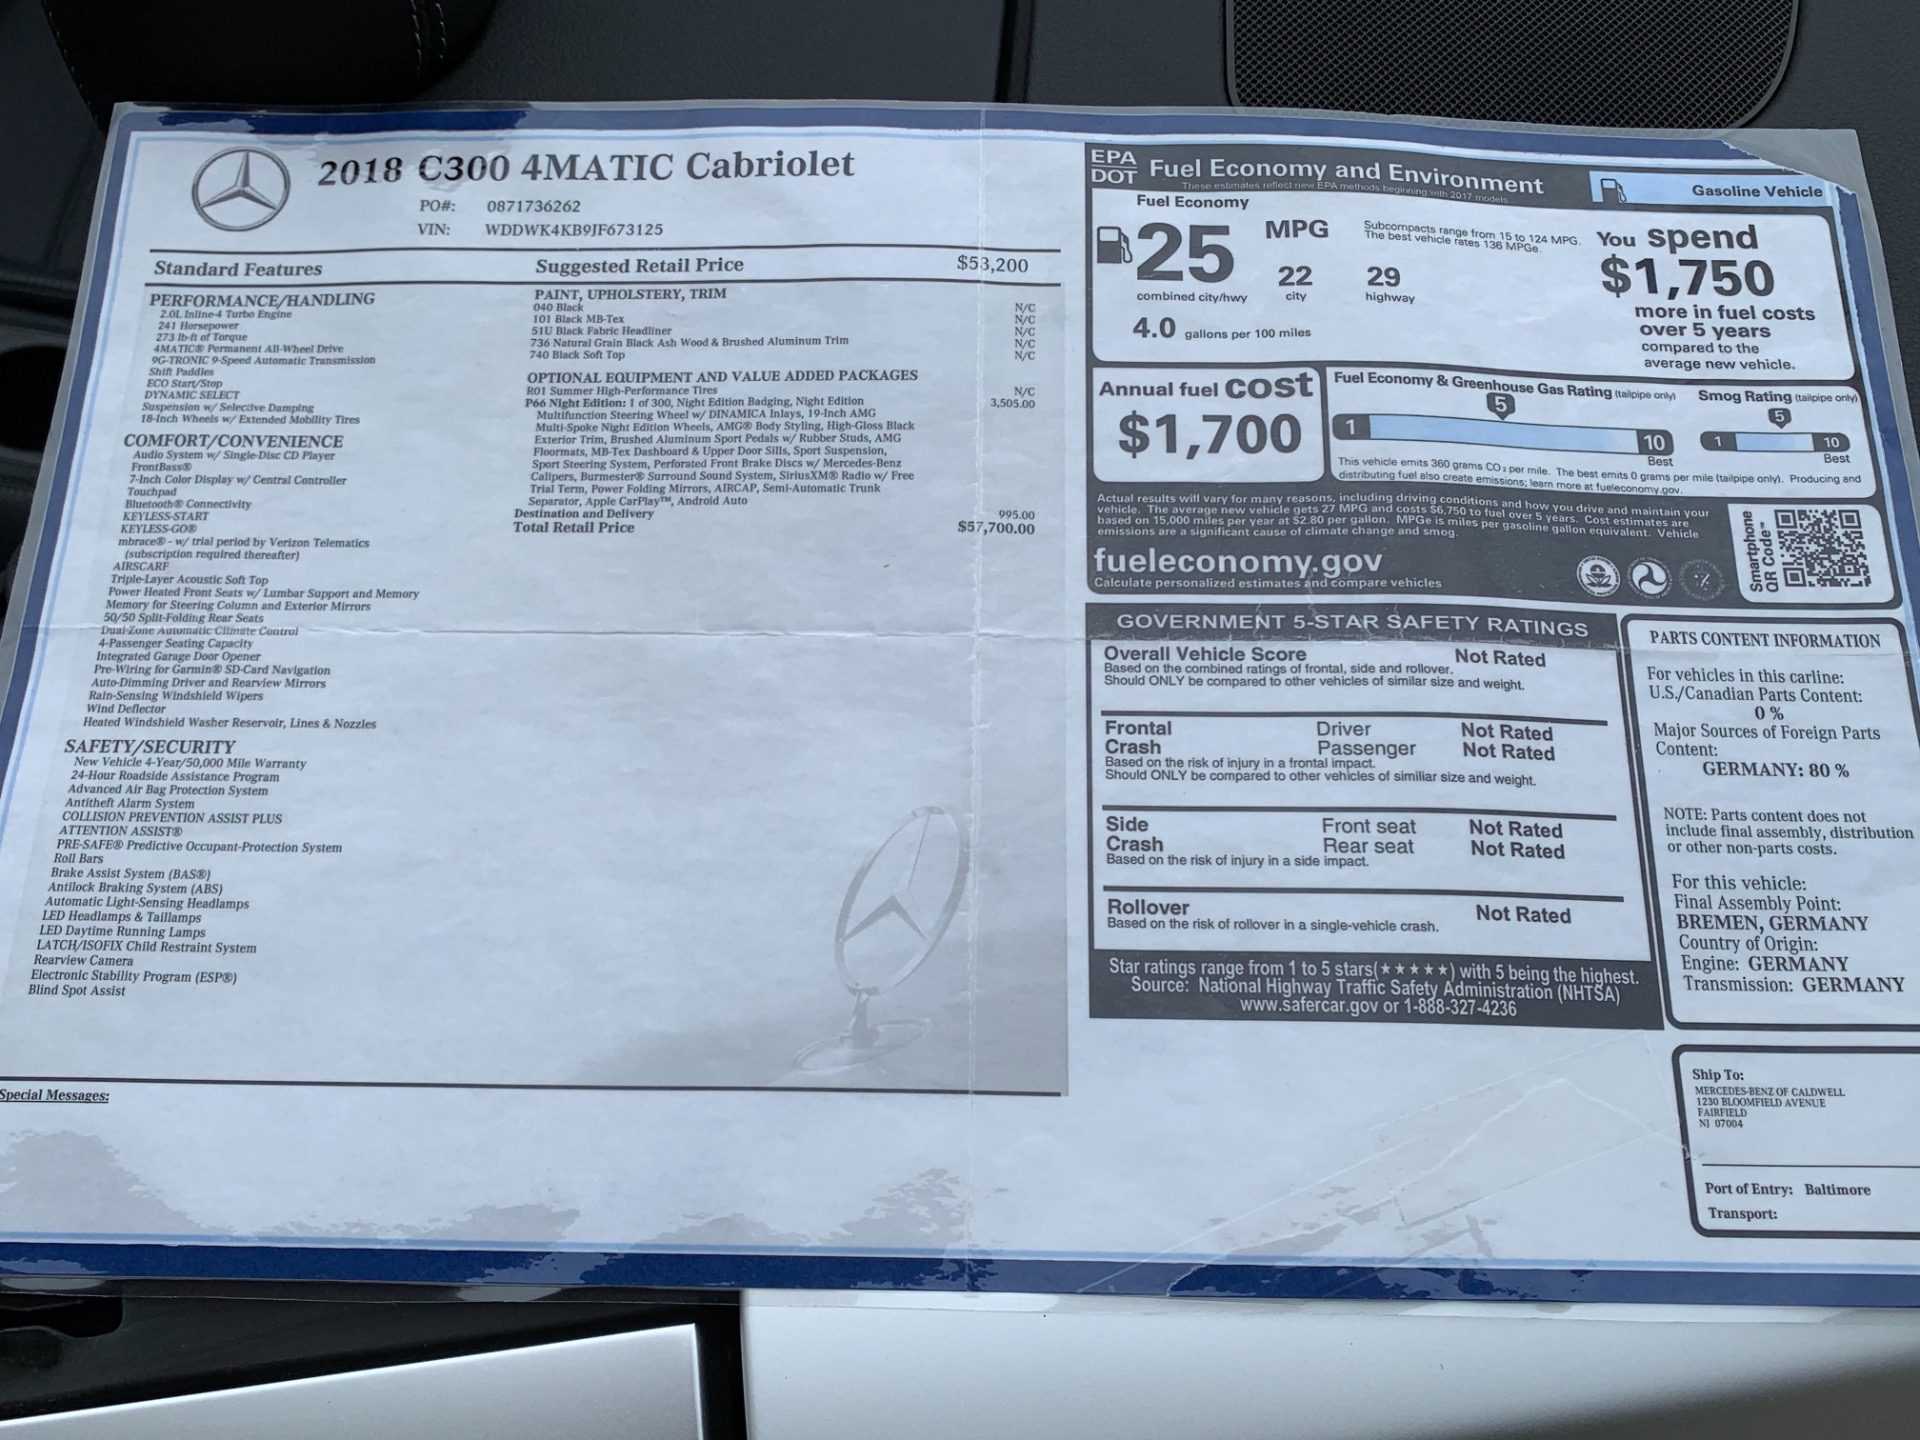 2018 C300 4MATIC Cabriolet
PO#: 0871736262
VIN: WDDWK4KB9JF673125
Standard Features
Suggested Retail Price $53,200
PERFORMANCE/HANDLING
2.0L Inline-4 Turbo Engine
241 Horsepower
273 lb-ft of Torque
4MATIC® Permanent All-Wheel Drive
9G-TRONIC 9-Speed Automatic Transmission
Shift Paddles
ECO Start/Stop
DYNAMIC SELECT
Suspension w/ Selective Damping
18-Inch Wheels w/ Extended Mobility Tires
COMFORT/CONVENIENCE
Audio System w/ Single-Disc CD Player
FrontBass®
7-Inch Color Display w/ Central Controller
Touchpad
Bluetooth® Connectivity
KEYLESS-START
KEYLESS-GO®
mbrace® - w/ trial period by Verizon Telematics
(subscription required thereafter)
AIRSCARF
Triple-Layer Acoustic Soft Top
Power Heated Front Seats w/ Lumbar Support and Memory
Memory for Steering Column and Exterior Mirrors
50/50 Split-Folding Rear Seats
Dual-Zone Automatic Climate Control
4-Passenger Seating Capacity
Integrated Garage Door Opener
Pre-Wiring for Garmin® SD-Card Navigation
Auto-Dimming Driver and Rearview Mirrors
Rain-Sensing Windshield Wipers
Wind Deflector
Heated Windshield Washer Reservoir, Lines & Nozzles
SAFETY/SECURITY
New Vehicle 4-Year/50,000 Mile Warranty
24-Hour Roadside Assistance Program
Advanced Air Bag Protection System
Antitheft Alarm System
COLLISION PREVENTION ASSIST PLUS
ATTENTION ASSIST®
PRE-SAFE® Predictive Occupant-Protection System
Roll Bars
Brake Assist System (BAS®)
Antilock Braking System (ABS)
Automatic Light-Sensing Headlamps
LED Headlamps & Taillamps
LED Daytime Running Lamps
LATCH/ISOFIX Child Restraint System
Rearview Camera
Electronic Stability Program (ESP®)
Blind Spot Assist
PAINT, UPHOLSTERY, TRIM
040 Black N/C
101 Black MB-Tex N/C
51U Black Fabric Headliner N/C
736 Natural Grain Black Ash Wood & Brushed Aluminum Trim N/C
740 Black Soft Top N/C
OPTIONAL EQUIPMENT AND VALUE ADDED PACKAGES
R01 Summer High-Performance Tires N/C
P66 Night Edition: 1 of 300, Night Edition Badging, Night Edition 3,505.00
Multifunction Steering Wheel w/ DINAMICA Inlays, 19-Inch AMG
Multi-Spoke Night Edition Wheels, AMG® Body Styling, High-Gloss Black
Exterior Trim, Brushed Aluminum Sport Pedals w/ Rubber Studs, AMG
Floormats, MB-Tex Dashboard & Upper Door Sills, Sport Suspension,
Sport Steering System, Perforated Front Brake Discs w/ Mercedes-Benz
Calipers, Burmester® Surround Sound System, SiriusXM® Radio w/ Free
Trial Term, Power Folding Mirrors, AIRCAP, Semi-Automatic Trunk
Separator, Apple CarPlay™, Android Auto
Destination and Delivery 995.00
Total Retail Price $57,700.00
Special Messages:
EPA
DOT
Fuel Economy and Environment
These estimates reflect new EPA methods beginning with 2017 models.
Gasoline Vehicle
Fuel Economy
25 MPG
combined city/hwy
22
city
29
highway
4.0 gallons per 100 miles
Subcompacts range from 15 to 124 MPG.
The best vehicle rates 136 MPGe.
You spend
$1,750
more in fuel costs
over 5 years
compared to the
average new vehicle.
Annual fuel cost
$1,700
Fuel Economy & Greenhouse Gas Rating (tailpipe only)
5
1
10
Best
Smog Rating (tailpipe only)
5
1
10
Best
This vehicle emits 360 grams CO2 per mile. The best emits 0 grams per mile (tailpipe only). Producing and
distributing fuel also create emissions; learn more at fueleconomy.gov.
Actual results will vary for many reasons, including driving conditions and how you drive and maintain your
vehicle. The average new vehicle gets 27 MPG and costs $6,750 to fuel over 5 years. Cost estimates are
based on 15,000 miles per year at $2.80 per gallon. MPGe is miles per gasoline gallon equivalent. Vehicle
emissions are a significant cause of climate change and smog.
fueleconomy.gov
Calculate personalized estimates and compare vehicles
Smartphone
QR Code™
GOVERNMENT 5-STAR SAFETY RATINGS
Overall Vehicle Score Not Rated
Based on the combined ratings of frontal, side and rollover.
Should ONLY be compared to other vehicles of similar size and weight.
Frontal Driver Not Rated
Crash Passenger Not Rated
Based on the risk of injury in a frontal impact.
Should ONLY be compared to other vehicles of similiar size and weight.
Side Front seat Not Rated
Crash Rear seat Not Rated
Based on the risk of injury in a side impact.
Rollover Not Rated
Based on the risk of rollover in a single-vehicle crash.
Star ratings range from 1 to 5 stars(★★★★★) with 5 being the highest.
Source: National Highway Traffic Safety Administration (NHTSA)
www.safercar.gov or 1-888-327-4236
PARTS CONTENT INFORMATION
For vehicles in this carline:
U.S./Canadian Parts Content:
0 %
Major Sources of Foreign Parts
Content:
GERMANY: 80 %
NOTE: Parts content does not
include final assembly, distribution
or other non-parts costs.
For this vehicle:
Final Assembly Point:
BREMEN, GERMANY
Country of Origin:
Engine: GERMANY
Transmission: GERMANY
Ship To:
MERCEDES-BENZ OF CALDWELL
1230 BLOOMFIELD AVENUE
FAIRFIELD
NJ 07004
Port of Entry: Baltimore
Transport: